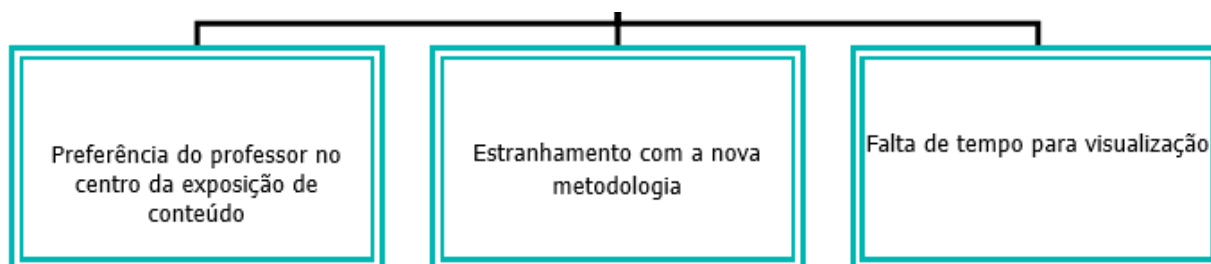 Preferência do professor no
centro da exposição de
conteúdo
Estranhamento com a nova
metodologia
Falta de tempo para visualização